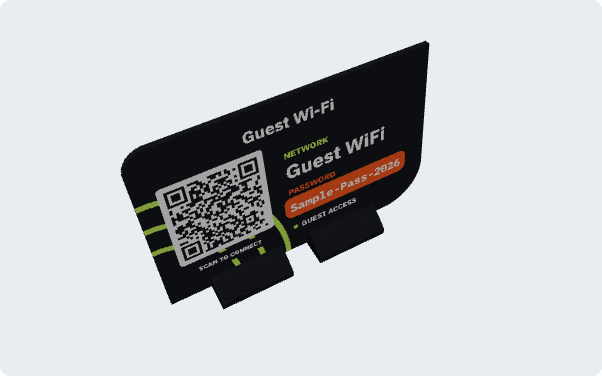 Guest Wi-Fi
NETWORK
Guest WiFi
PASSWORD
Sample-Pass-2026
GUEST ACCESS
SCAN TO CONNECT